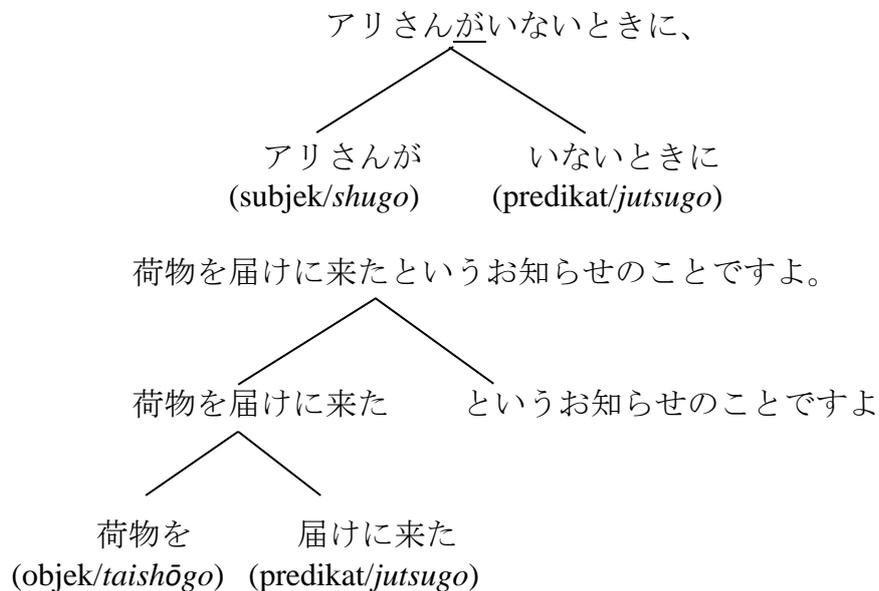 アリさんがいないときに、
アリさんが いないときに
(subjek/shugo) (predikat/jutsugo)
荷物を届けに来たというお知らせのことですよ。
荷物を届けに来た というお知らせのことですよ
荷物を 届けに来た
(objek/taishōgo) (predikat/jutsugo)